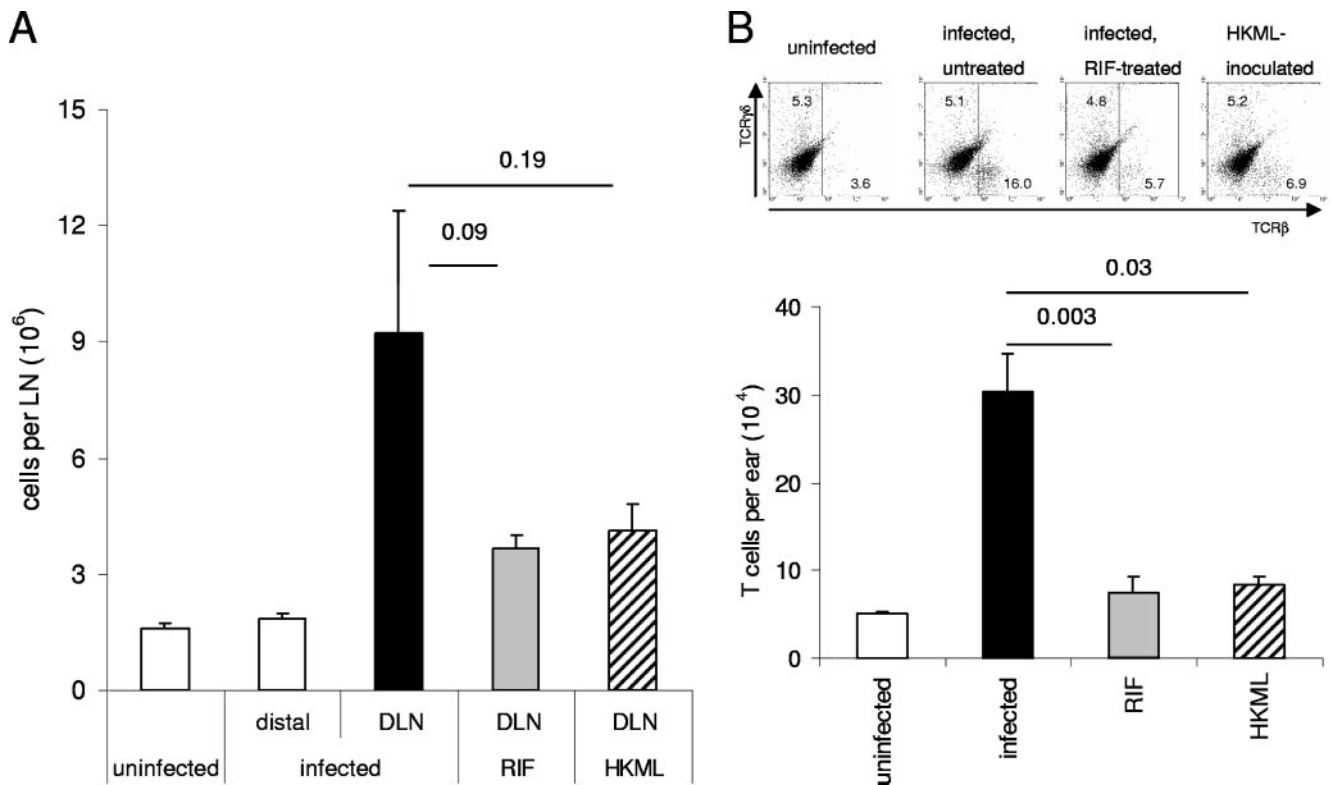 A
15
12
9
6
3
0
cells per LN (10⁶)
0.19
0.09
distal DLN DLN DLN
uninfected infected RIF HKML
B
uninfected
infected,
untreated
infected,
RIF-treated
HKML-
inoculated
TCRγδ
5.3
3.6
5.1
16.0
4.8
5.7
5.2
6.9
TCRβ
40
30
20
10
0
T cells per ear (10⁴)
0.03
0.003
uninfected
infected
RIF
HKML